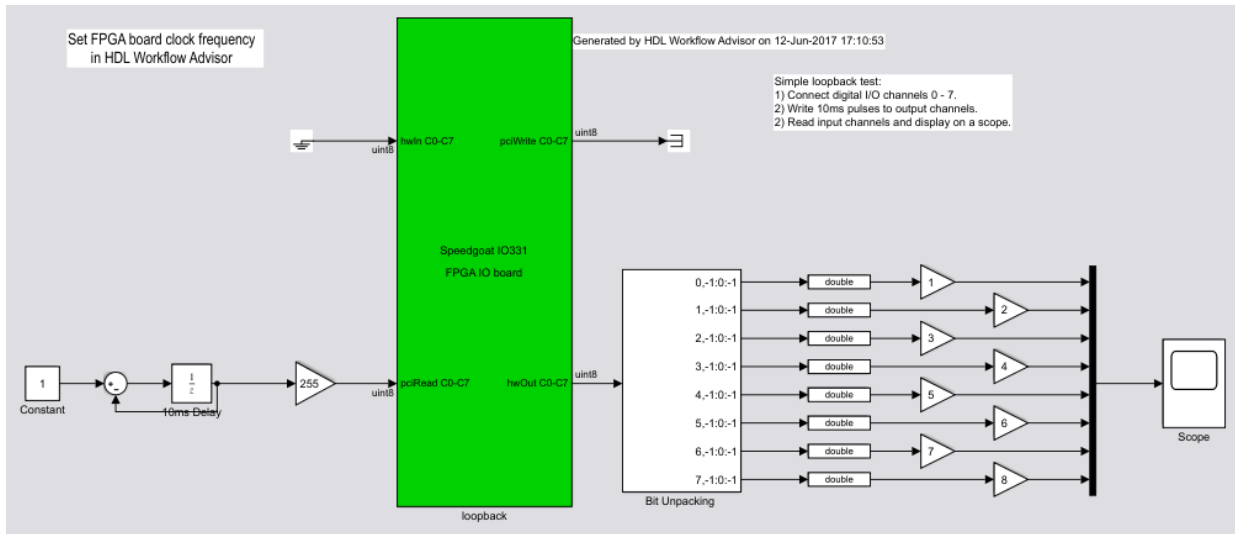 Set FPGA board clock frequency
in HDL Workflow Advisor
Generated by HDL Workflow Advisor on 12-Jun-2017 17:10:53
Simple loopback test:
1) Connect digital I/O channels 0 - 7.
2) Write 10ms pulses to output channels.
2) Read input channels and display on a scope.
uint8
hwIn C0-C7
pciWrite C0-C7
uint8
Speedgoat IO331
FPGA IO board
1
Constant
+
-
1
z
10ms Delay
255
uint8
pciRead C0-C7
hwOut C0-C7
uint8
loopback
0,-1:0:-1
double
1
1,-1:0:-1
double
2
2,-1:0:-1
double
3
3,-1:0:-1
double
4
4,-1:0:-1
double
5
5,-1:0:-1
double
6
6,-1:0:-1
double
7
7,-1:0:-1
double
8
Bit Unpacking
Scope